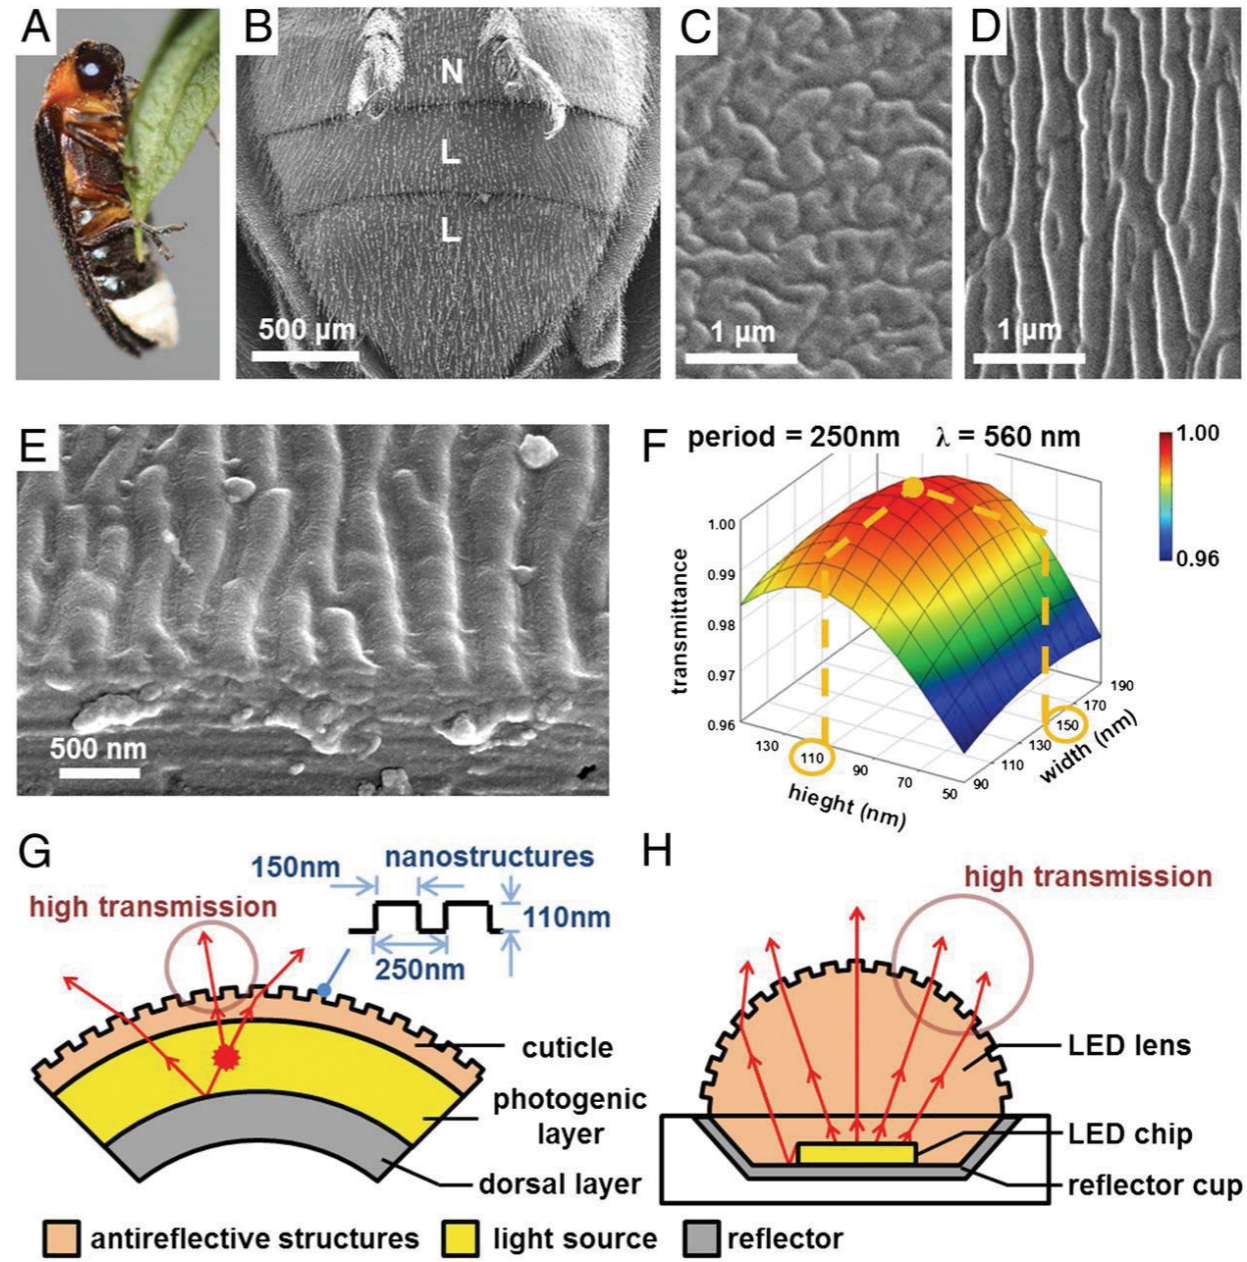 A
B
N
L
L
500 µm
C
1 µm
D
1 µm
E
500 nm
F
period = 250nm λ = 560 nm
1.00
0.96
transmittance
1.00
0.99
0.98
0.97
0.96
130
110
90
70
50
hieght (nm)
90
110
130
150
170
190
width (nm)
G
150nm
nanostructures
110nm
250nm
high transmission
cuticle
photogenic
layer
dorsal layer
H
high transmission
LED lens
LED chip
reflector cup
antireflective structures
light source
reflector